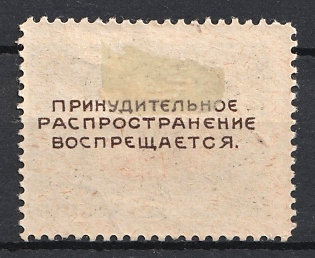 ПРИНУДИТЕЛЬНОЕ
РАСПРОСТРАНЕНИЕ
ВОСПРЕЩАЕТСЯ.